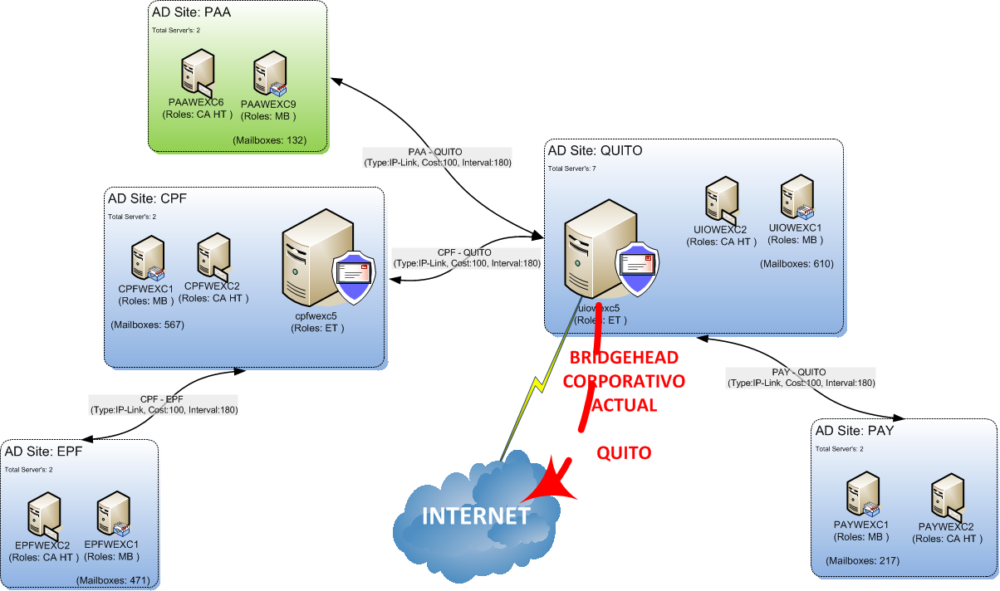 AD Site: PAA
Total Server's: 2
PAAWEXC6
(Roles: CA HT )
PAAWEXC9
(Roles: MB )
(Mailboxes: 132)
PAA - QUITO
(Type:IP-Link, Cost:100, Interval:180)
AD Site: QUITO
Total Server's: 7
UIOWEXC2
(Roles: CA HT )
UIOWEXC1
(Roles: MB )
(Mailboxes: 610)
uiowexc5
(Roles: ET )
AD Site: CPF
Total Server's: 2
CPFWEXC1
(Roles: MB )
CPFWEXC2
(Roles: CA HT )
(Mailboxes: 567)
cpfwexc5
(Roles: ET )
CPF - QUITO
(Type:IP-Link, Cost:100, Interval:180)
BRIDGEHEAD
CORPORATIVO
ACTUAL
QUITO
PAY - QUITO
(Type:IP-Link, Cost:100, Interval:180)
CPF - EPF
(Type:IP-Link, Cost:100, Interval:180)
AD Site: EPF
Total Server's: 2
EPFWEXC2
(Roles: CA HT )
EPFWEXC1
(Roles: MB )
(Mailboxes: 471)
INTERNET
AD Site: PAY
Total Server's: 2
PAYWEXC1
(Roles: MB )
PAYWEXC2
(Roles: CA HT )
(Mailboxes: 217)